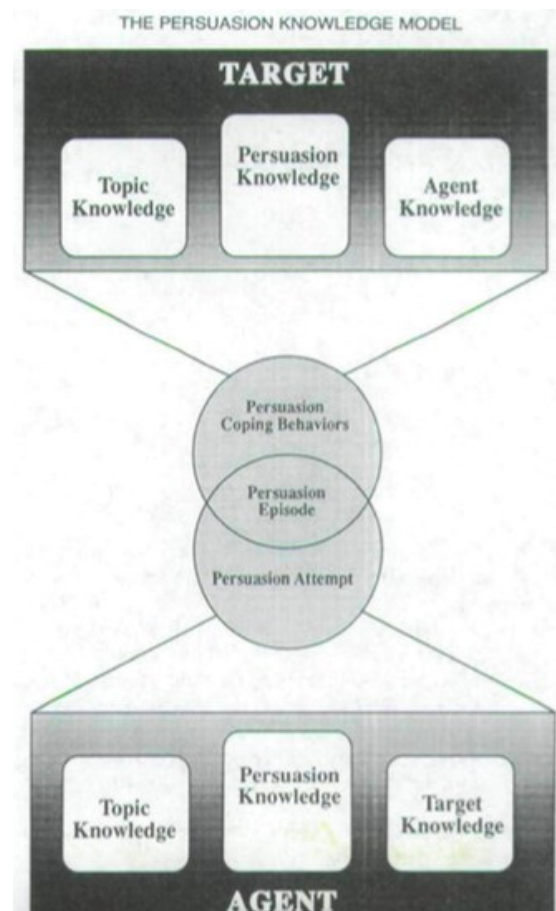 THE PERSUASION KNOWLEDGE MODEL
TARGET
Topic
Knowledge
Persuasion
Knowledge
Agent
Knowledge
Persuasion
Coping Behaviors
Persuasion
Episode
Persuasion Attempt
Topic
Knowledge
Persuasion
Knowledge
Target
Knowledge
AGENT